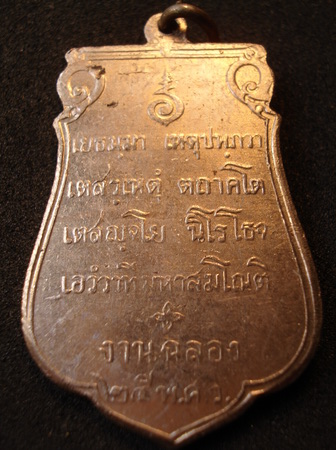 เยธมฺมา เหตุปพฺภวา
เตสํเหตุํ ตถาคโต
เตสญฺจโย นิโรโธจ
เอวํวาทีมหาสมโณติ
งานฉลอง
๒๕พ.ศ.ว.